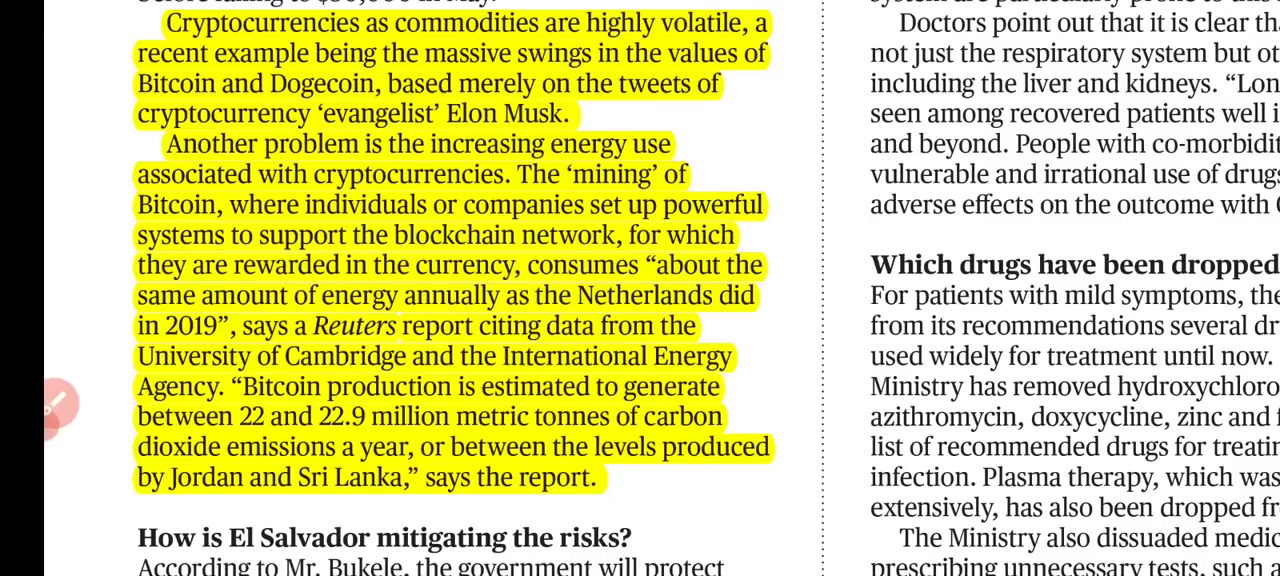 Cryptocurrencies as commodities are highly volatile, a
recent example being the massive swings in the values of
Bitcoin and Dogecoin, based merely on the tweets of
cryptocurrency ‘evangelist’ Elon Musk.
Another problem is the increasing energy use
associated with cryptocurrencies. The ‘mining’ of
Bitcoin, where individuals or companies set up powerful
systems to support the blockchain network, for which
they are rewarded in the currency, consumes “about the
same amount of energy annually as the Netherlands did
in 2019”, says a Reuters report citing data from the
University of Cambridge and the International Energy
Agency. “Bitcoin production is estimated to generate
between 22 and 22.9 million metric tonnes of carbon
dioxide emissions a year, or between the levels produced
by Jordan and Sri Lanka,” says the report.
How is El Salvador mitigating the risks?
According to Mr. Bukele, the government will protect
Doctors point out that it is clear
not just the respiratory system but
including the liver and kidneys.
seen among recovered patients well
and beyond. People with
vulnerable and irrational use of drugs
adverse effects on the outcome with
Which drugs have been dropped
For patients with mild symptoms,
from its recommendations several
used widely for treatment until now.
Ministry has removed
azithromycin, doxycycline, zinc and
list of recommended drugs for
infection. Plasma therapy, which was
extensively, has also been dropped
The Ministry also dissuaded
prescribing unnecessary tests, such